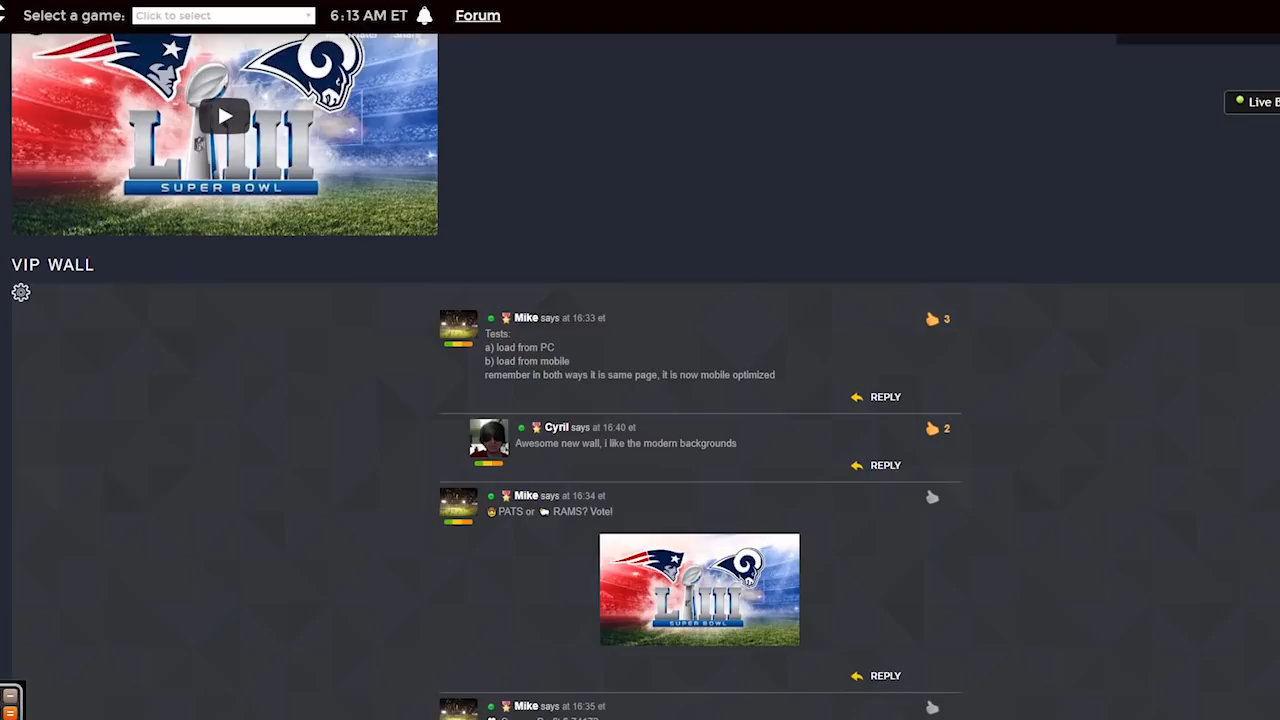 Select a game: Click to select 6:13 AM ET Forum
Live B
LIII
SUPER BOWL
VIP WALL
Mike says at 16:33 et
3
Tests:
a) load from PC
b) load from mobile
remember in both ways it is same page, it is now mobile optimized
REPLY
Cyril says at 16:40 et
2
Awesome new wall, i like the modern backgrounds
REPLY
Mike says at 16:34 et
PATS or RAMS? Vote!
LIII
SUPER BOWL
REPLY
Mike says at 16:35 et